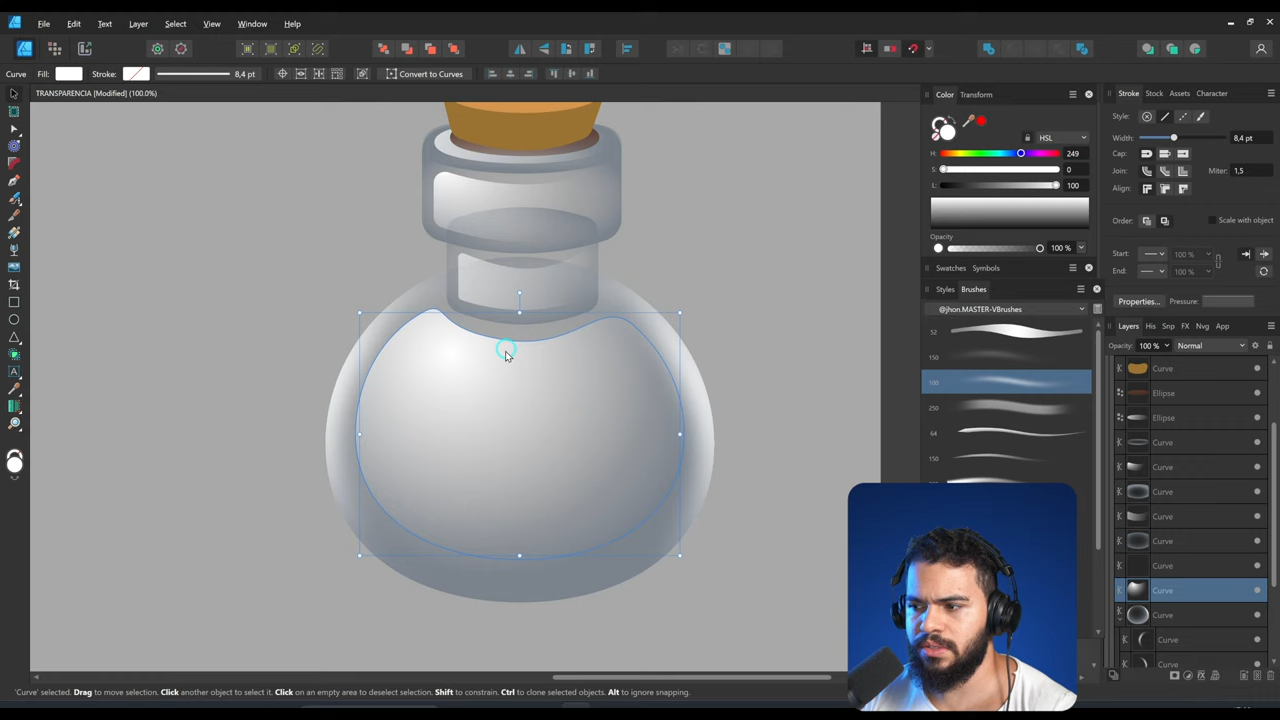 File Edit Text Layer Select View Window Help
Curve Fill: Stroke: 8,4 pt Convert to Curves
TRANSPARENCIA [Modified] (100.0%)
Color Transform
HSL
H: 249
S: 0
L: 100
Opacity
100 %
Swatches Symbols
Styles Brushes
@jhon.MASTER-VBrushes
52
150
100
250
64
150
Stroke Stock Assets Character
Style:
Width: 8,4 pt
Cap:
Join: Miter: 1,5
Align:
Order: Scale with object
Start: 100 %
End: 100 %
Properties... Pressure:
Layers His Snp FX Nvg App
Opacity: 100 % Normal
Curve
Ellipse
Ellipse
Curve
Curve
Curve
Curve
Curve
Curve
Curve
Curve
Curve
Curve
'Curve' selected. Drag to move selection. Click another object to select it. Click on an empty area to deselect selection. Shift to constrain. Ctrl to clone selected objects. Alt to ignore snapping.